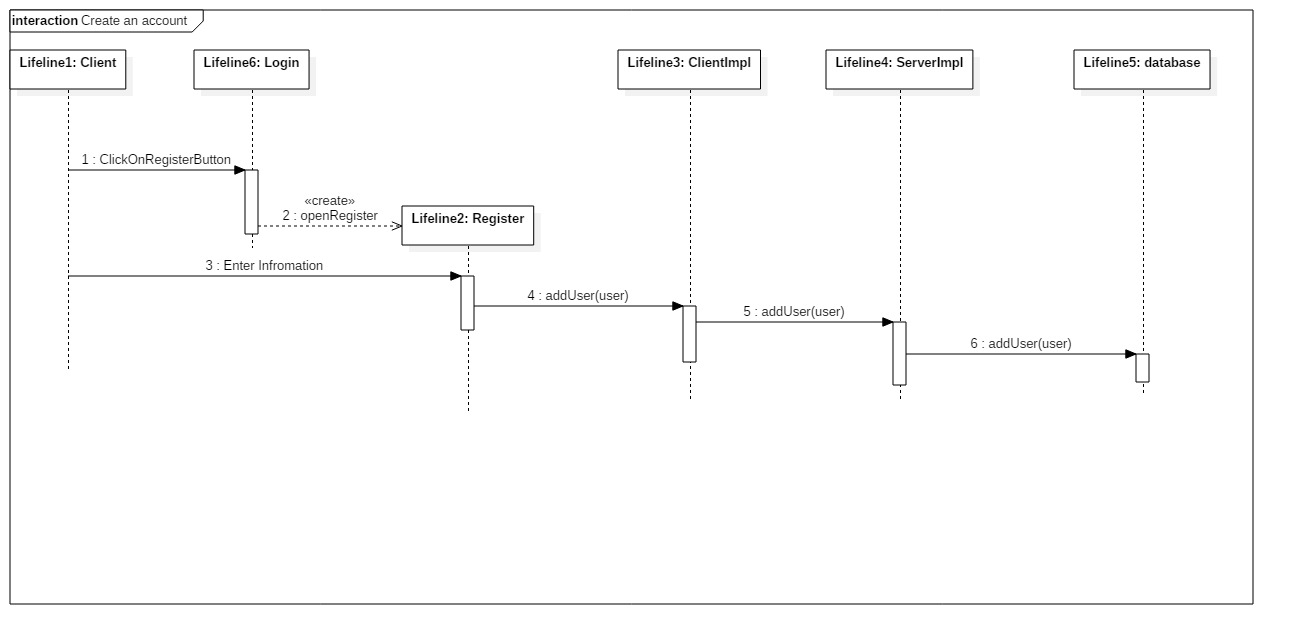 interaction Create an account
Lifeline1: Client
Lifeline6: Login
Lifeline3: ClientImpl
Lifeline4: ServerImpl
Lifeline5: database
1 : ClickOnRegisterButton
«create»
2 : openRegister
Lifeline2: Register
3 : Enter Infromation
4 : addUser(user)
5 : addUser(user)
6 : addUser(user)